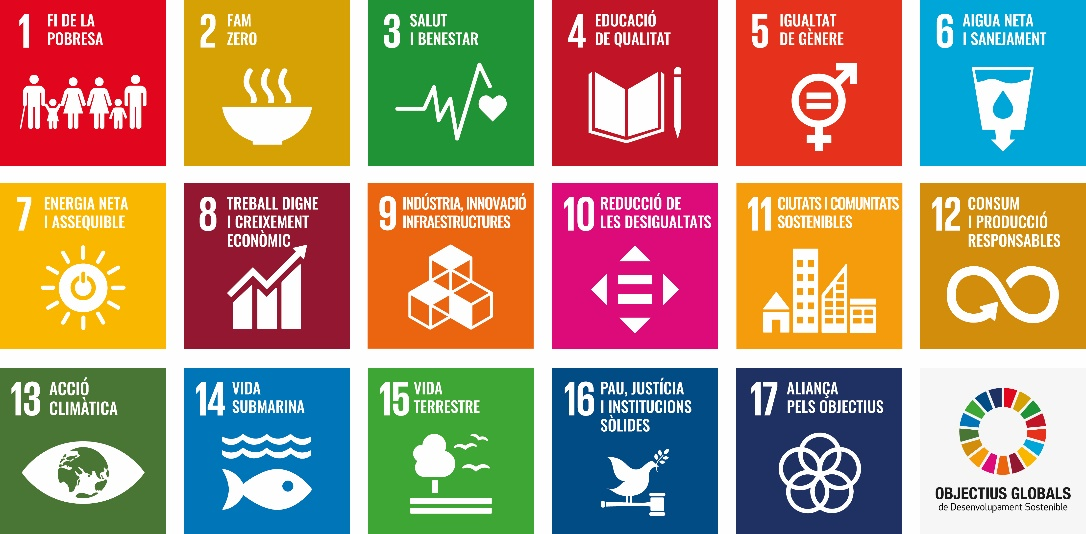 1 FI DE LA
POBRESA
2 FAM
ZERO
3 SALUT
I BENESTAR
4 EDUCACIÓ
DE QUALITAT
5 IGUALTAT
DE GÈNERE
6 AIGUA NETA
I SANEJAMENT
7 ENERGIA NETA
I ASSEQUIBLE
8 TREBALL DIGNE
I CREIXEMENT
ECONÒMIC
9 INDÚSTRIA, INNOVACIÓ
INFRAESTRUCTURES
10 REDUCCIÓ DE
LES DESIGUALTATS
11 CIUTATS I COMUNITATS
SOSTENIBLES
12 CONSUM
I PRODUCCIÓ
RESPONSABLES
13 ACCIÓ
CLIMÀTICA
14 VIDA
SUBMARINA
15 VIDA
TERRESTRE
16 PAU, JUSTÍCIA
I INSTITUCIONS
SÒLIDES
17 ALIANÇA
PELS OBJECTIUS
OBJECTIUS GLOBALS
de Desenvolupament Sostenible